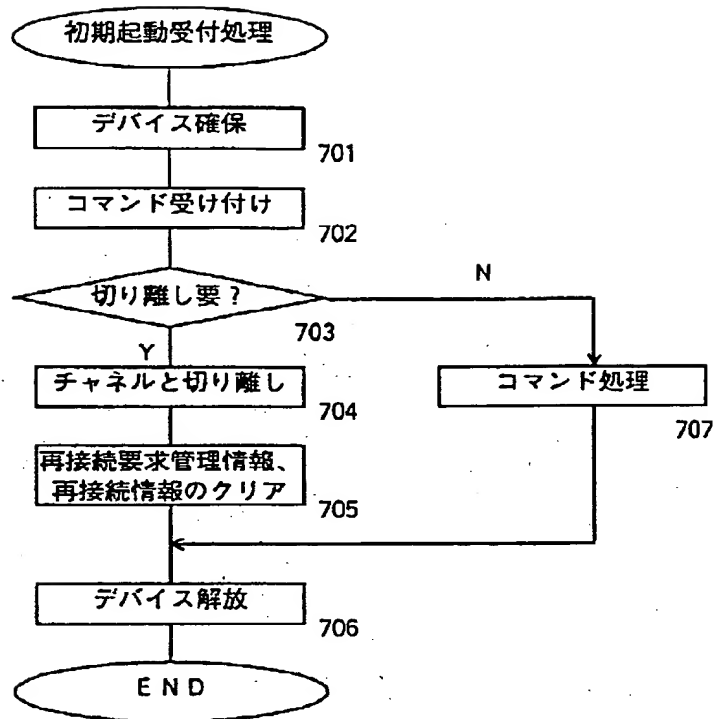 初期起動受付処理
デバイス確保
701
コマンド受け付け
702
切り離し要？
703
N
Y
チャネルと切り離し
704
コマンド処理
707
再接続要求管理情報、
再接続情報のクリア
705
デバイス解放
706
END